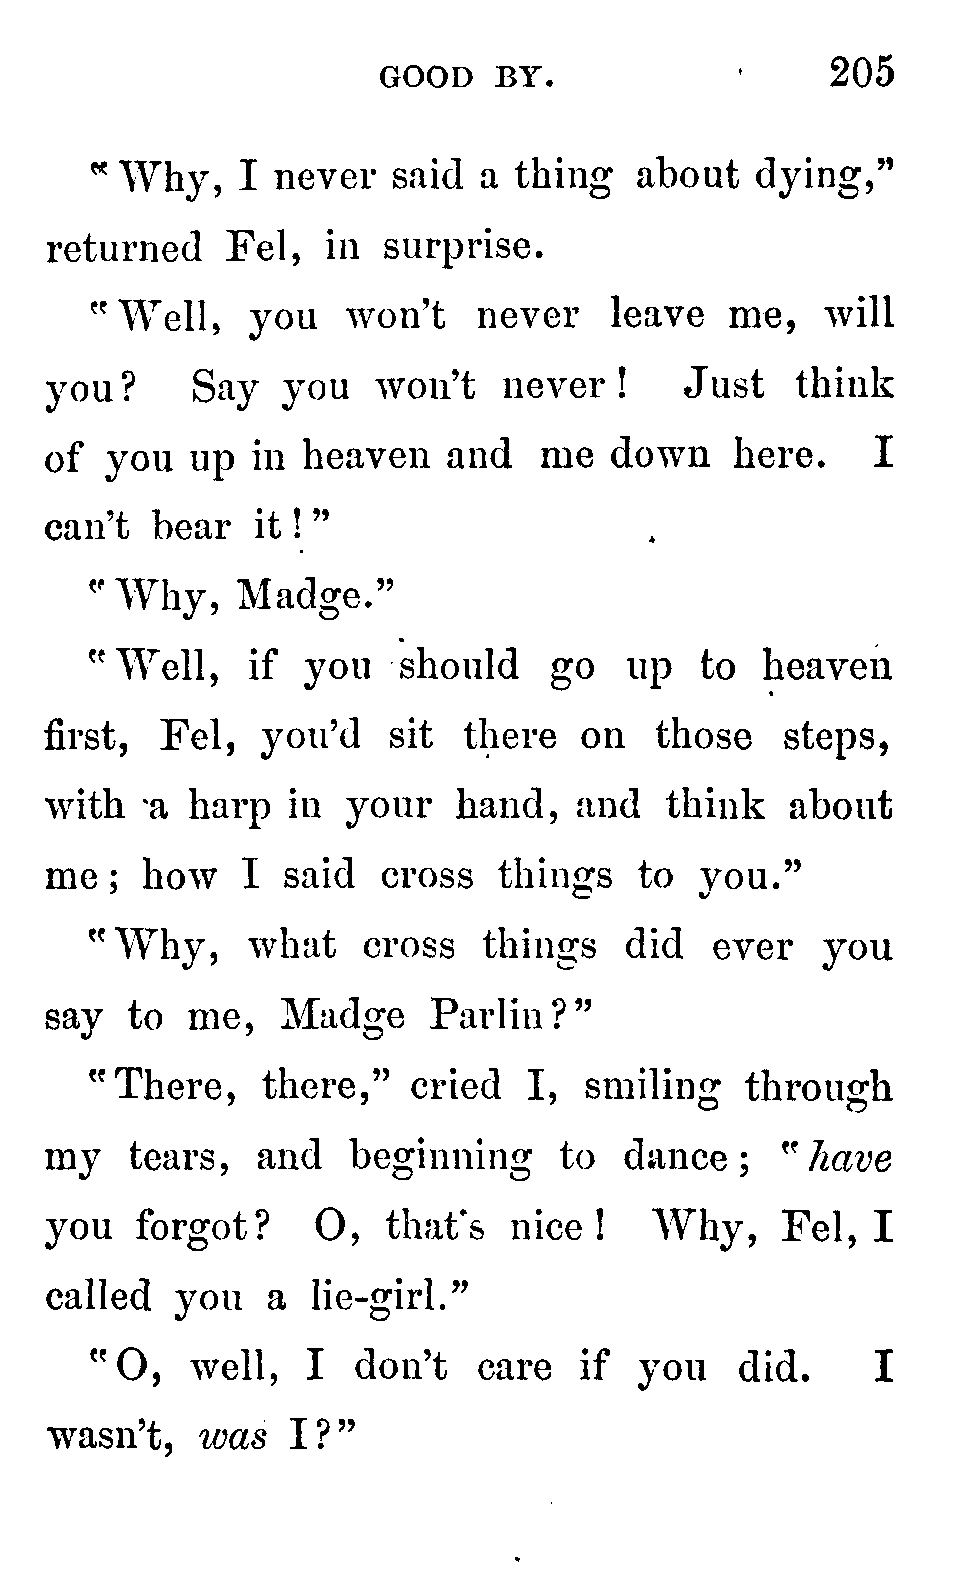 GOOD BY. 205
"Why, I never said a thing about dying,"
returned Fel, in surprise.
"Well, you won't never leave me, will
you? Say you won't never! Just think
of you up in heaven and me down here. I
can't bear it!"
"Why, Madge."
"Well, if you should go up to heaven
first, Fel, you'd sit there on those steps,
with a harp in your hand, and think about
me; how I said cross things to you."
"Why, what cross things did ever you
say to me, Madge Parlin?"
"There, there," cried I, smiling through
my tears, and beginning to dance; "have
you forgot? O, that's nice! Why, Fel, I
called you a lie-girl."
"O, well, I don't care if you did. I
wasn't, was I?"